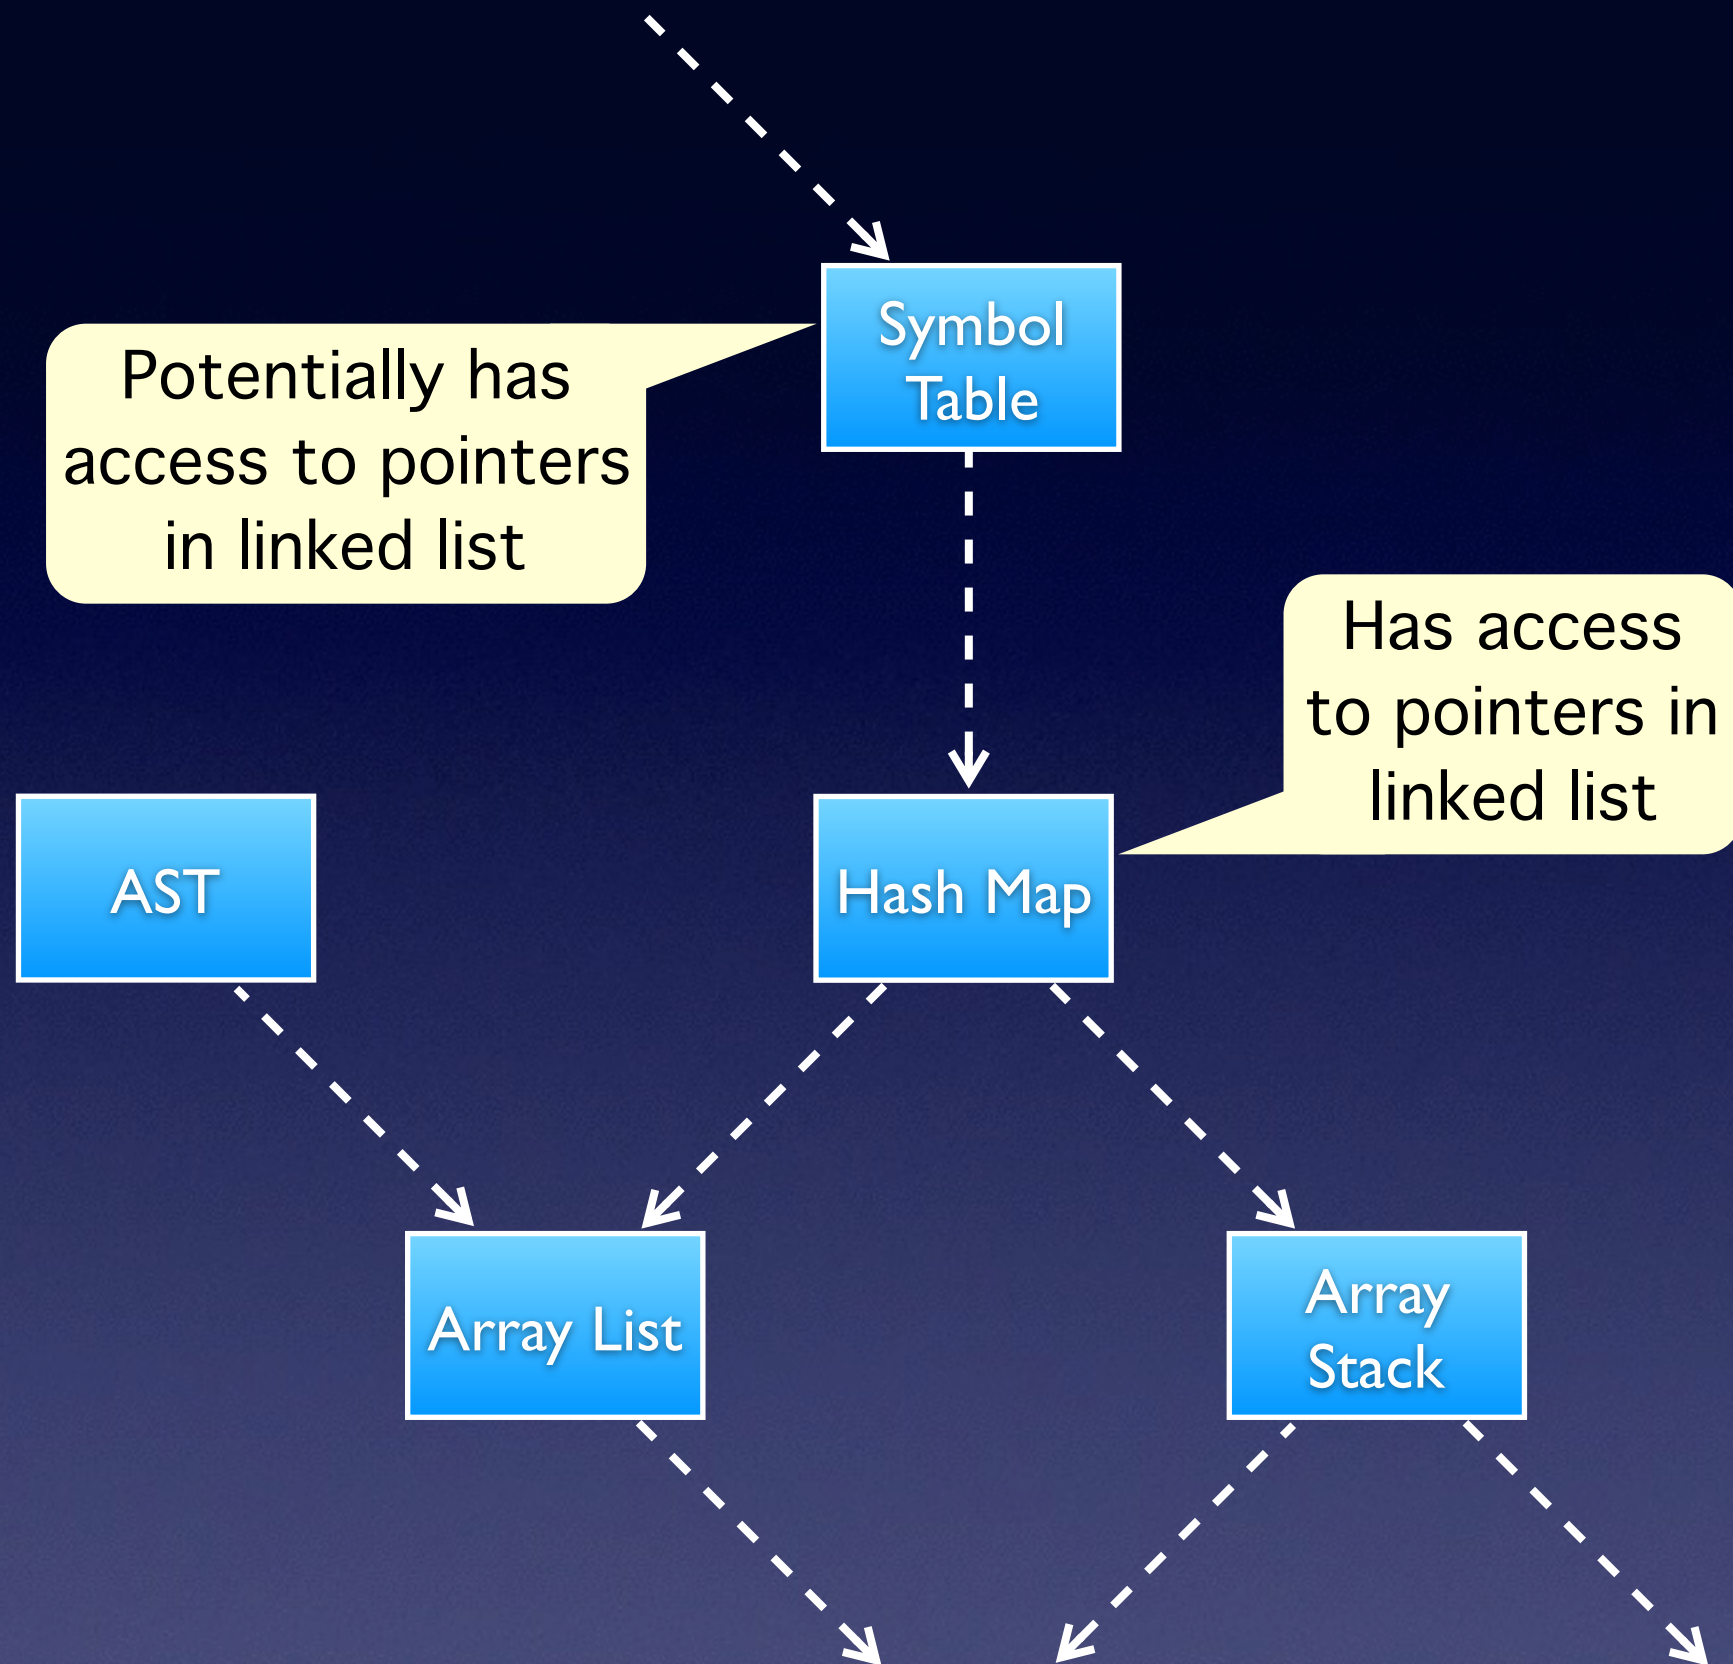 Symbol
Table
Potentially has
access to pointers
in linked list
Has access
to pointers in
linked list
AST
Hash Map
Array List
Array
Stack